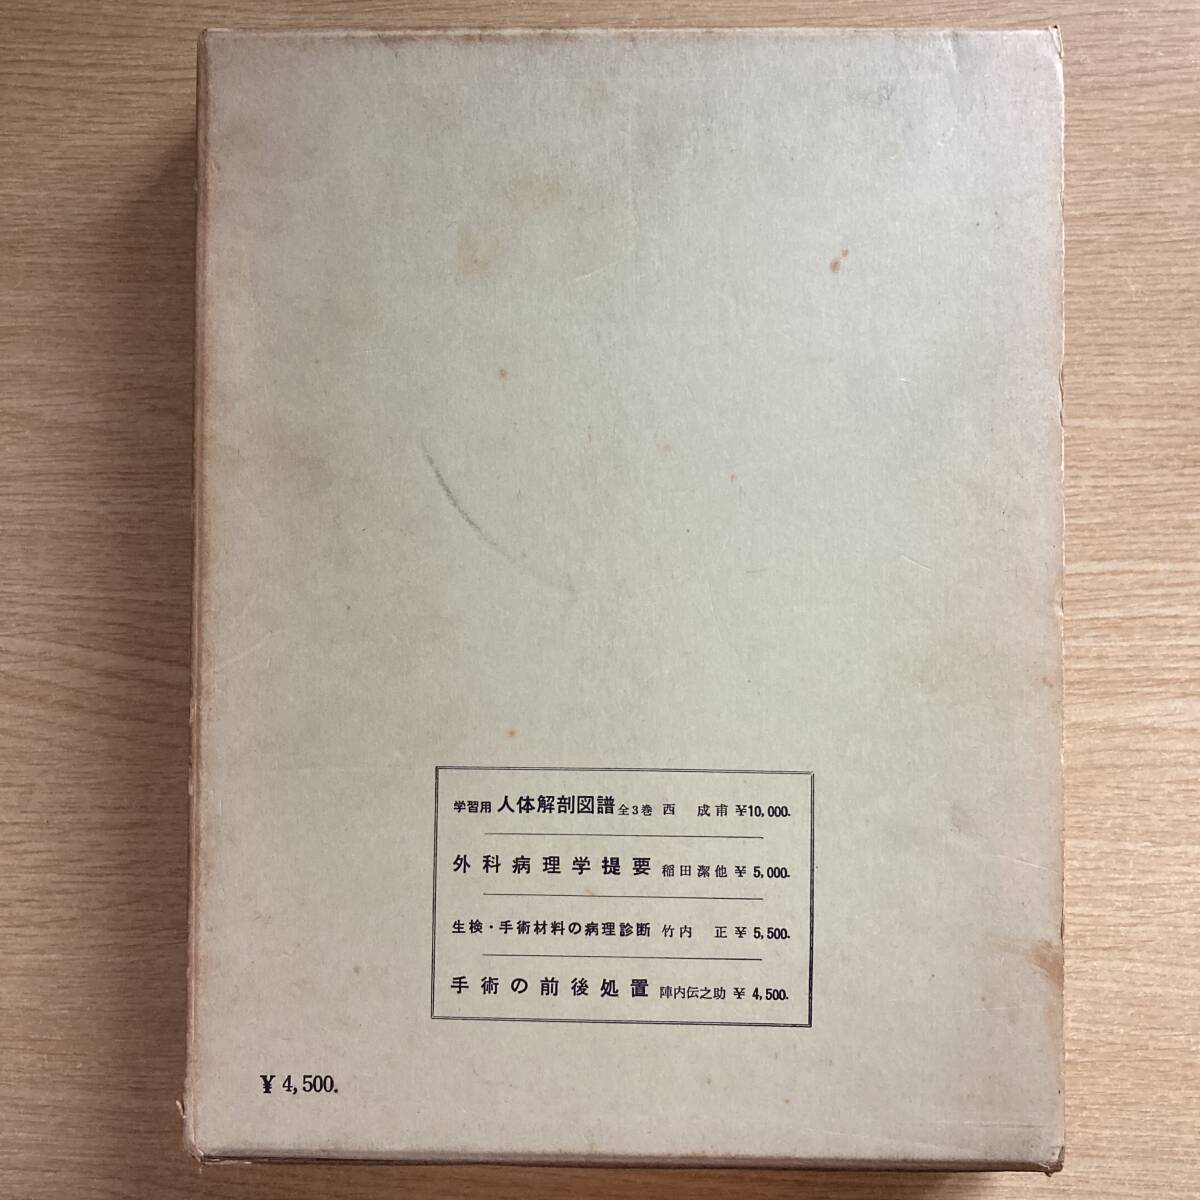 学習用 人体解剖図譜 全3巻 西 成甫 ¥10,000.
外科病理学提要 稲田潔他 ¥5,000.
生検・手術材料の病理診断 竹内 正 ¥5,500.
手術の前後処置 陣内伝之助 ¥4,500.
¥4,500.